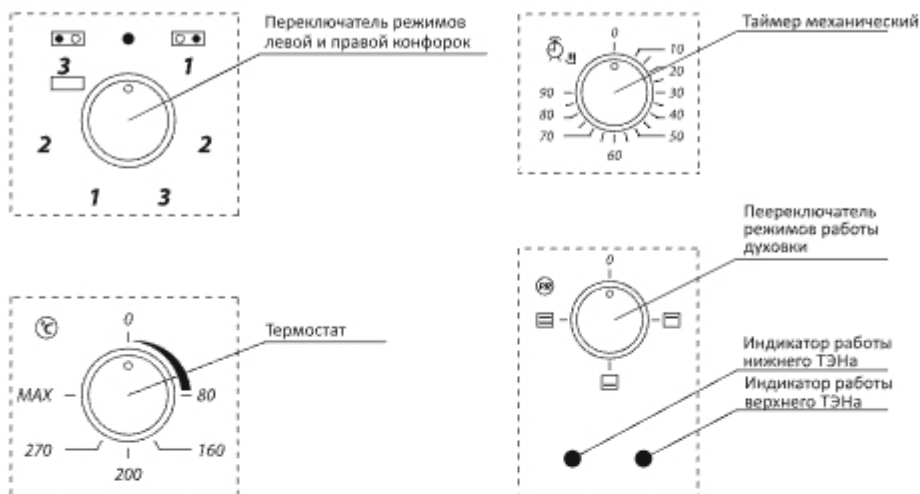 Переключатель режимов
левой и правой конфорок
3 1
2 2
1 3
Таймер механический
0
10
20
90 30
80 40
70 50
60
Термостат
°C
0
MAX 80
270 160
200
Пеереключатель
режимов работы
духовки
0
PR
Индикатор работы
нижнего ТЭНа
Индикатор работы
верхнего ТЭНа